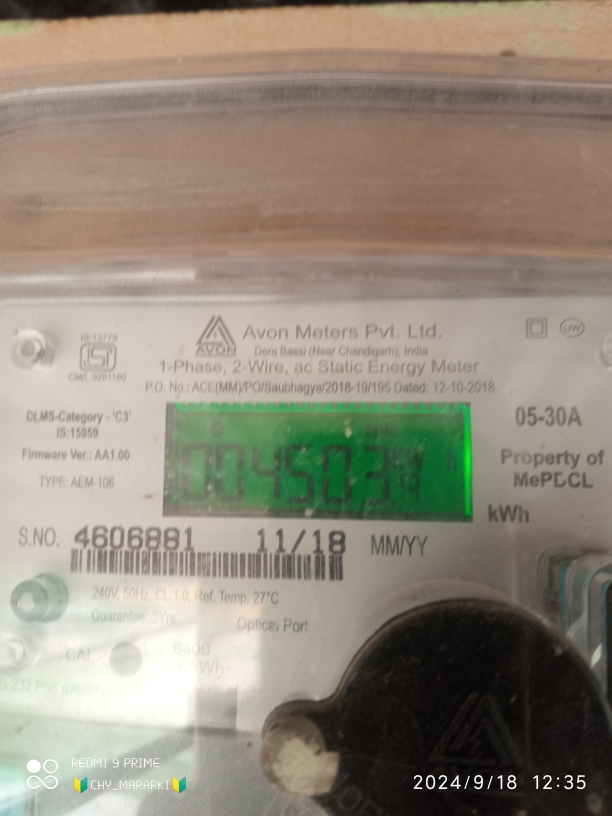 IS:13779
ISI
CM/L 9281180
AVON
Avon Meters Pvt. Ltd.
Dera Bassi (Near Chandigarh), India
1-Phase, 2-Wire, ac Static Energy Meter
P.O. No.: ACE(MM)/PO/Saubhagya/2018-19/195 Dated: 12-10-2018
DLMS-Category - 'C3'
IS:15959
Firmware Ver.: AA1.00
TYPE: AEM-106
05-30A
Property of
MePDCL
kWh
S.NO. 4606881 11/18 MM/YY
240V, 50Hz, CL 1.0, Ref. Temp. 27°C
Guarantee: 3Yrs.
Optical Port
CAL
6400
REDMI 9 PRIME
CHY_MARARKI
2024/9/18 12:35